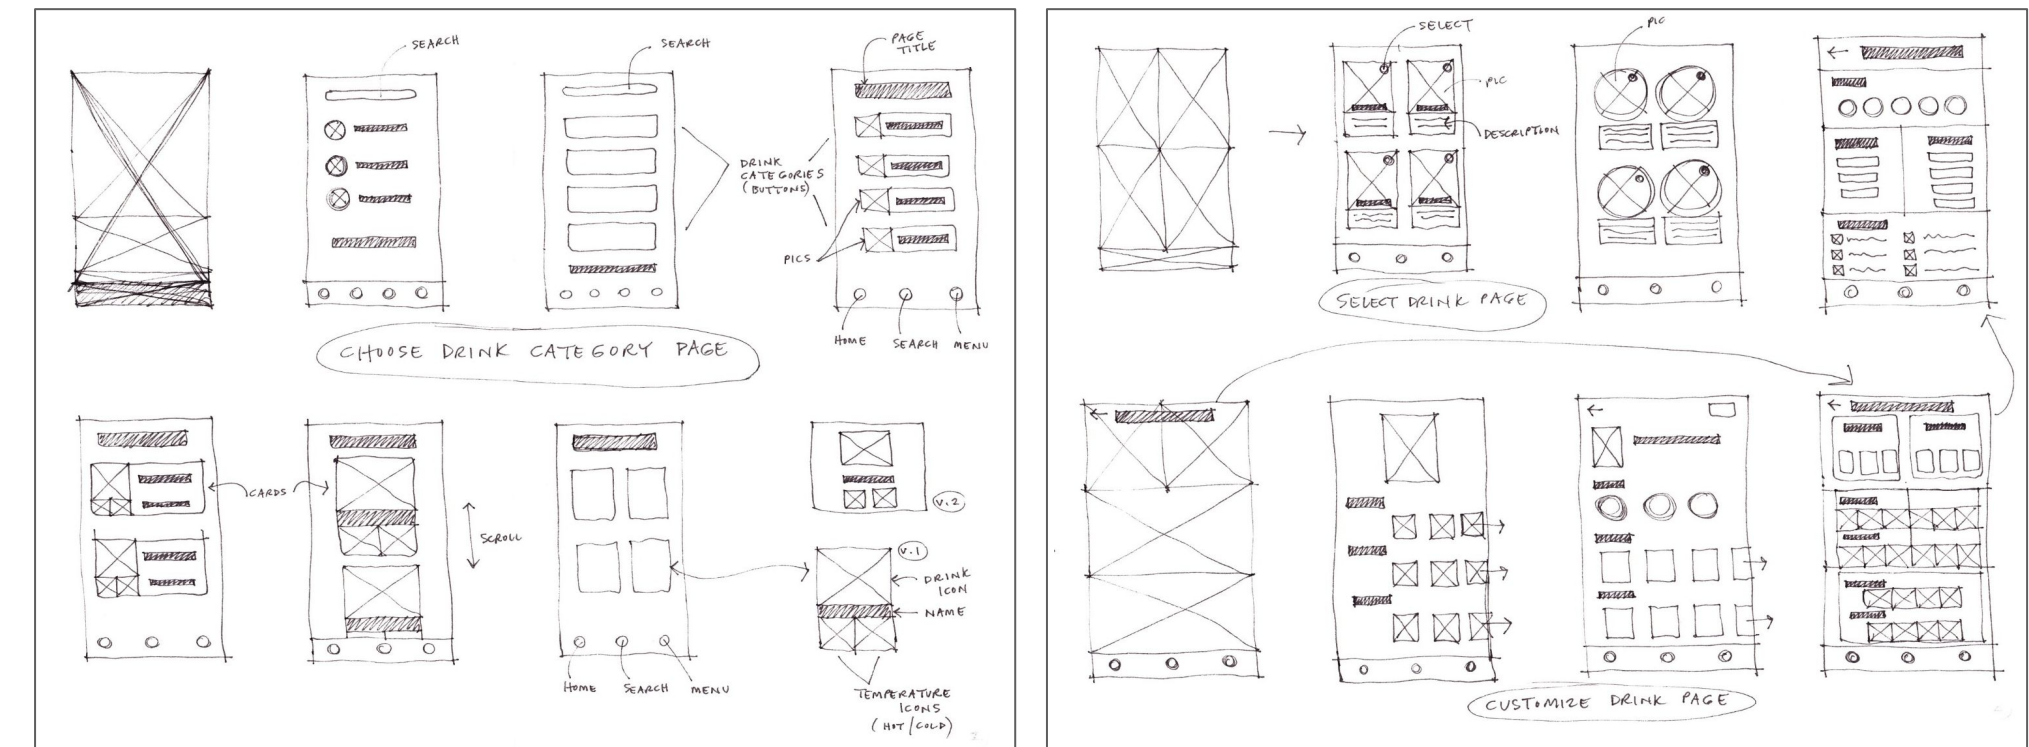 SEARCH
SEARCH
PAGE
TITLE
DRINK
CATEGORIES
(BUTTONS)
PICS
HOME
SEARCH
MENU
CHOOSE DRINK CATEGORY PAGE
CARDS
SCROLL
V.2
V.1
DRINK
ICON
NAME
HOME
SEARCH
MENU
TEMPERATURE
ICONS
(HOT/COLD)
SELECT
PIC
DESCRIPTION
PIC
SELECT DRINK PAGE
CUSTOMIZE DRINK PAGE